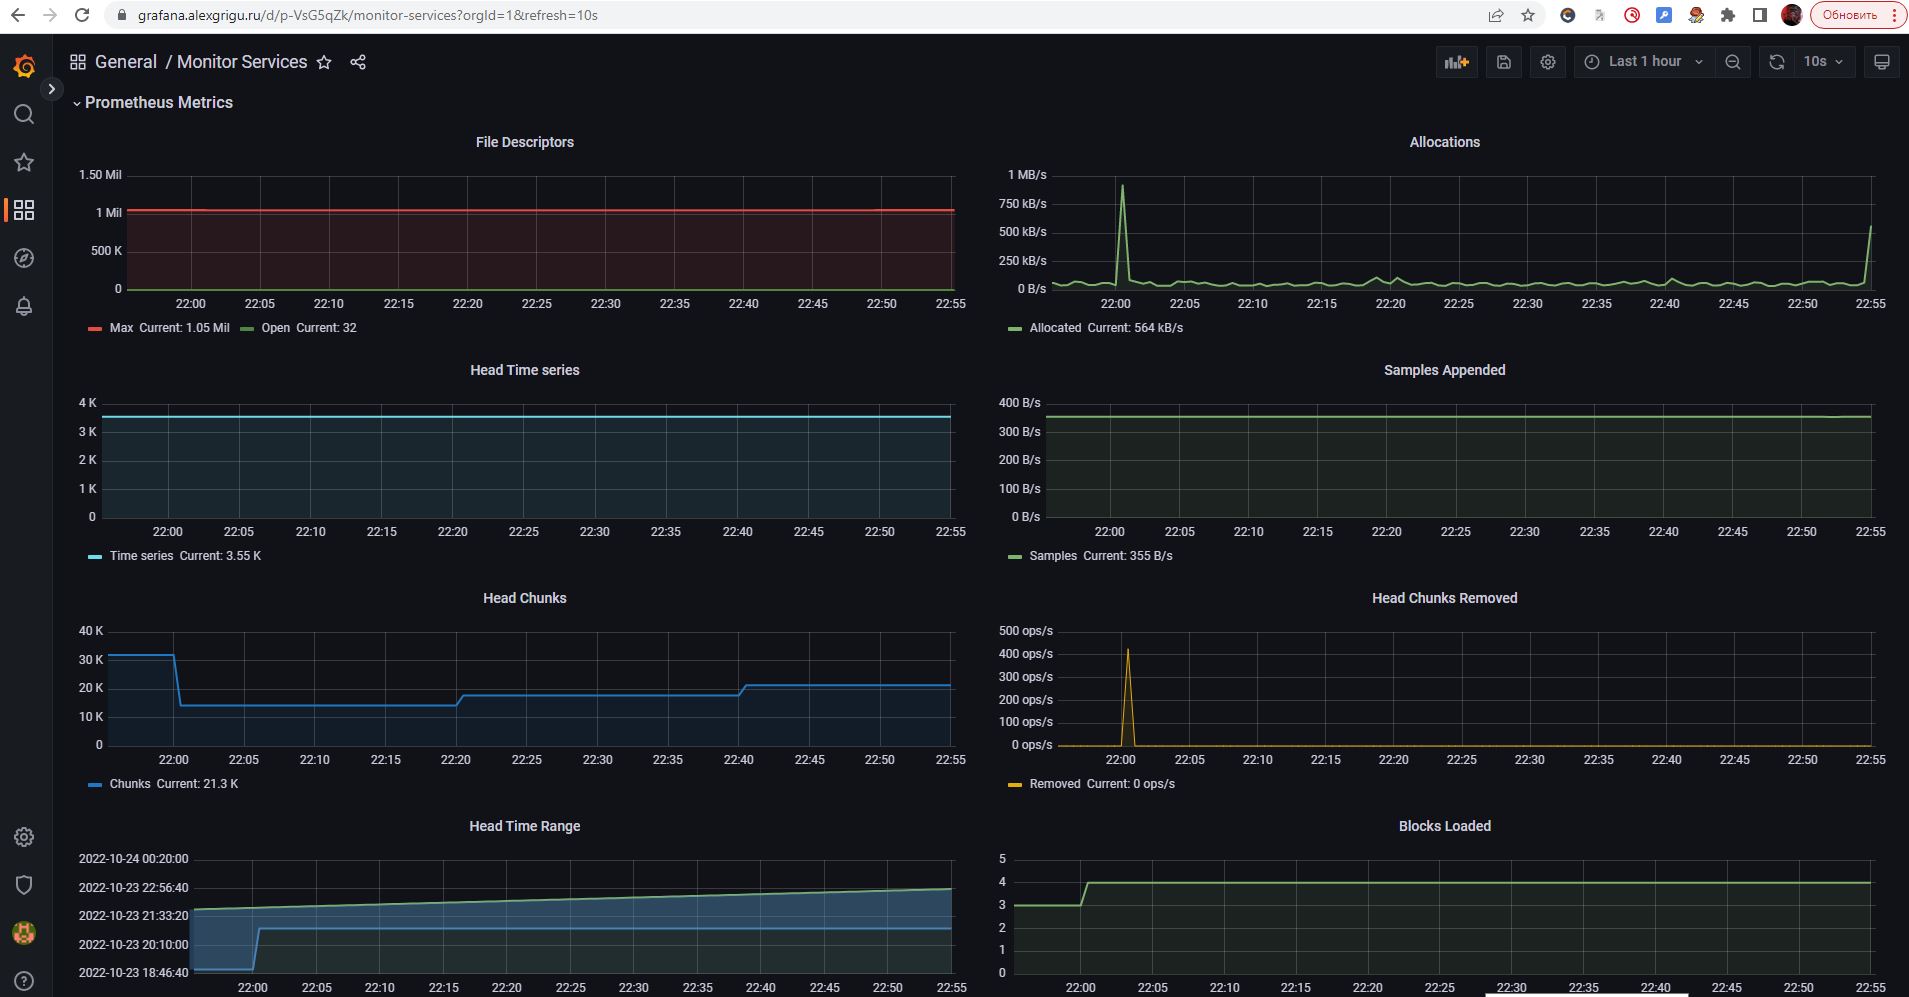 grafana.alexgrigu.ru/d/p-VsG5qZk/monitor-services?orgId=1&refresh=10s
Обновить
General / Monitor Services
Last 1 hour
10s
Prometheus Metrics
File Descriptors
1.50 Mil
1 Mil
500 K
0
22:00 22:05 22:10 22:15 22:20 22:25 22:30 22:35 22:40 22:45 22:50 22:55
Max Current: 1.05 Mil Open Current: 32
Allocations
1 MB/s
750 kB/s
500 kB/s
250 kB/s
0 B/s
22:00 22:05 22:10 22:15 22:20 22:25 22:30 22:35 22:40 22:45 22:50 22:55
Allocated Current: 564 kB/s
Head Time series
4 K
3 K
2 K
1 K
0
22:00 22:05 22:10 22:15 22:20 22:25 22:30 22:35 22:40 22:45 22:50 22:55
Time series Current: 3.55 K
Samples Appended
400 B/s
300 B/s
200 B/s
100 B/s
0 B/s
22:00 22:05 22:10 22:15 22:20 22:25 22:30 22:35 22:40 22:45 22:50 22:55
Samples Current: 355 B/s
Head Chunks
40 K
30 K
20 K
10 K
0
22:00 22:05 22:10 22:15 22:20 22:25 22:30 22:35 22:40 22:45 22:50 22:55
Chunks Current: 21.3 K
Head Chunks Removed
500 ops/s
400 ops/s
300 ops/s
200 ops/s
100 ops/s
0 ops/s
22:00 22:05 22:10 22:15 22:20 22:25 22:30 22:35 22:40 22:45 22:50 22:55
Removed Current: 0 ops/s
Head Time Range
2022-10-24 00:20:00
2022-10-23 22:56:40
2022-10-23 21:33:20
2022-10-23 20:10:00
2022-10-23 18:46:40
22:00 22:05 22:10 22:15 22:20 22:25 22:30 22:35 22:40 22:45 22:50 22:55
Blocks Loaded
5
4
3
2
1
0
22:00 22:05 22:10 22:15 22:20 22:25 22:30 22:35 22:40 22:45 22:50 22:55